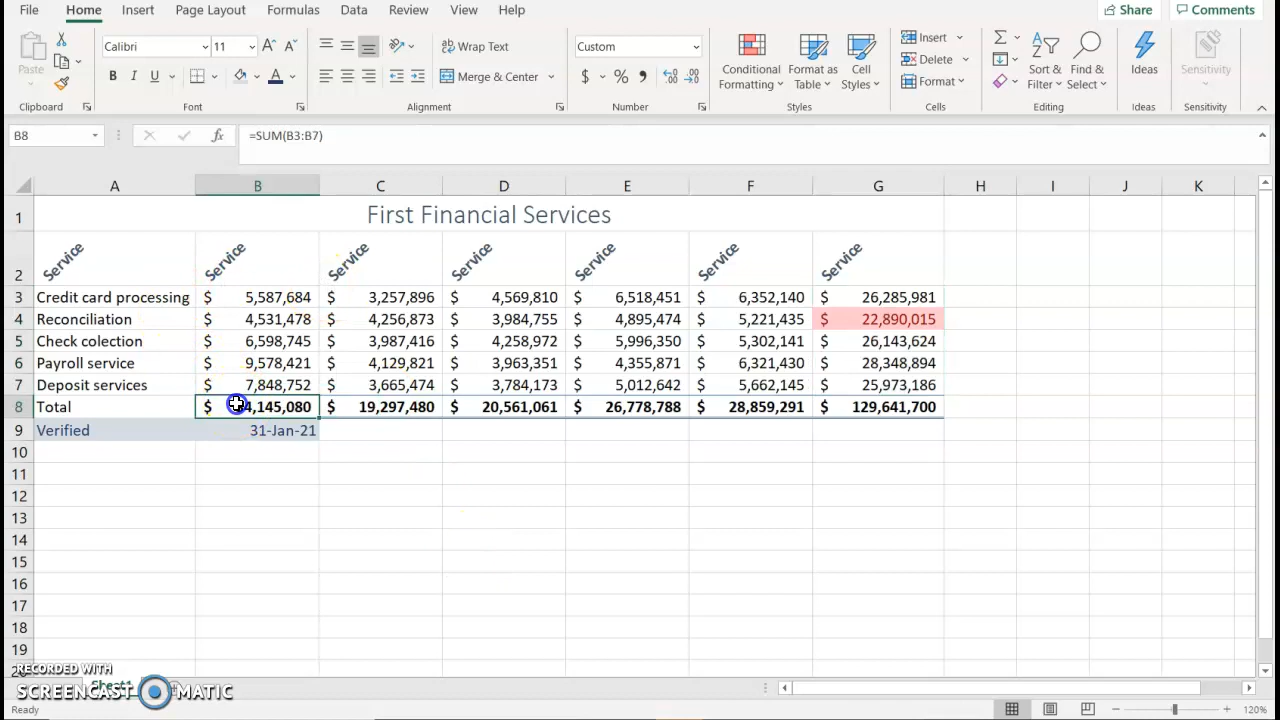 File Home Insert Page Layout Formulas Data Review View Help Share Comments
Paste Calibri 11 A A Wrap Text Custom Conditional Formatting Format as Table Cell Styles Insert Delete Format Sort & Filter Find & Select Ideas Sensitivity
B I U A Merge & Center $ % 9
Clipboard Font Alignment Number Styles Cells Editing Ideas Sensitivity
B8 fx =SUM(B3:B7)
A B C D E F G H I J K
1 First Financial Services
2 Service Service Service Service Service Service Service
3 Credit card processing $ 5,587,684 $ 3,257,896 $ 4,569,810 $ 6,518,451 $ 6,352,140 $ 26,285,981
4 Reconciliation $ 4,531,478 $ 4,256,873 $ 3,984,755 $ 4,895,474 $ 5,221,435 $ 22,890,015
5 Check colection $ 6,598,745 $ 3,987,416 $ 4,258,972 $ 5,996,350 $ 5,302,141 $ 26,143,624
6 Payroll service $ 9,578,421 $ 4,129,821 $ 3,963,351 $ 4,355,871 $ 6,321,430 $ 28,348,894
7 Deposit services $ 7,848,752 $ 3,665,474 $ 3,784,173 $ 5,012,642 $ 5,662,145 $ 25,973,186
8 Total $ 4,145,080 $ 19,297,480 $ 20,561,061 $ 26,778,788 $ 28,859,291 $ 129,641,700
9 Verified 31-Jan-21
10
11
12
13
14
15
16
17
18
19
RECORDED WITH
SCREENCAST MATIC
Sheet1
Ready 120%